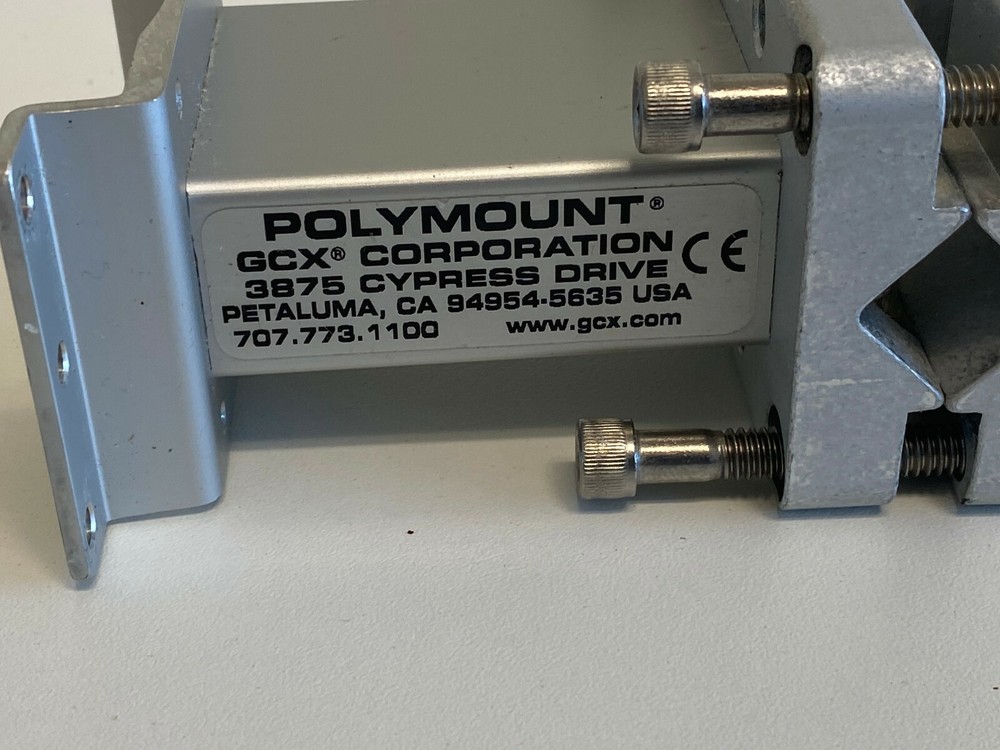 POLYMOUNT®
GCX® CORPORATION
3875 CYPRESS DRIVE CE
PETALUMA, CA 94954-5635 USA
707.773.1100 www.gcx.com